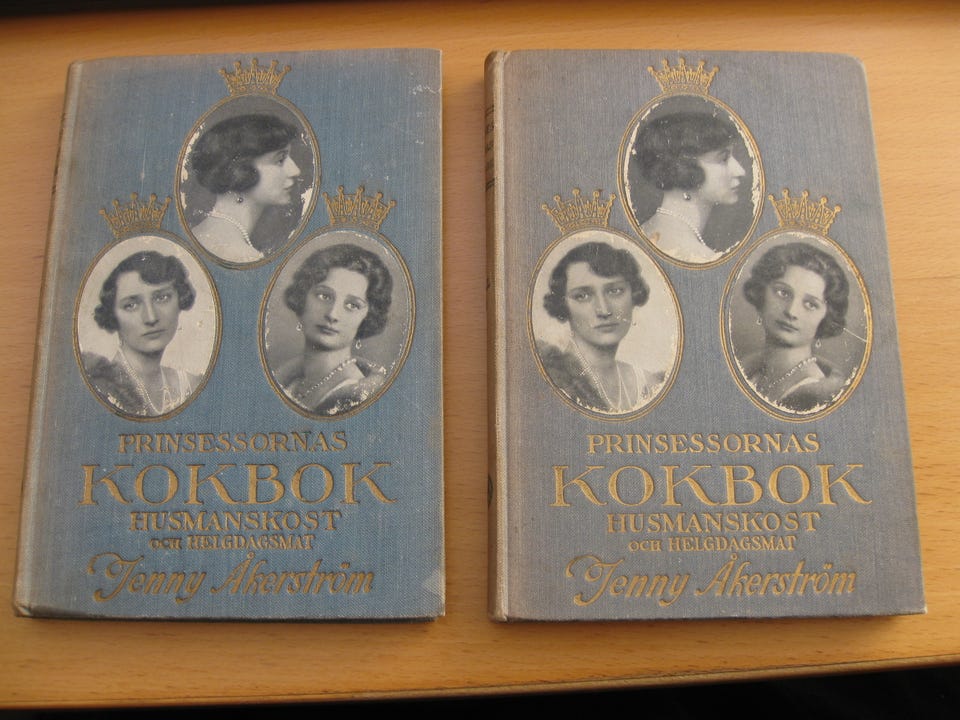 PRINSESSORNAS
KOKBOK
HUSMANSKOST
OCH HELGDAGSMAT
Jenny Åkerström
PRINSESSORNAS
KOKBOK
HUSMANSKOST
OCH HELGDAGSMAT
Jenny Åkerström